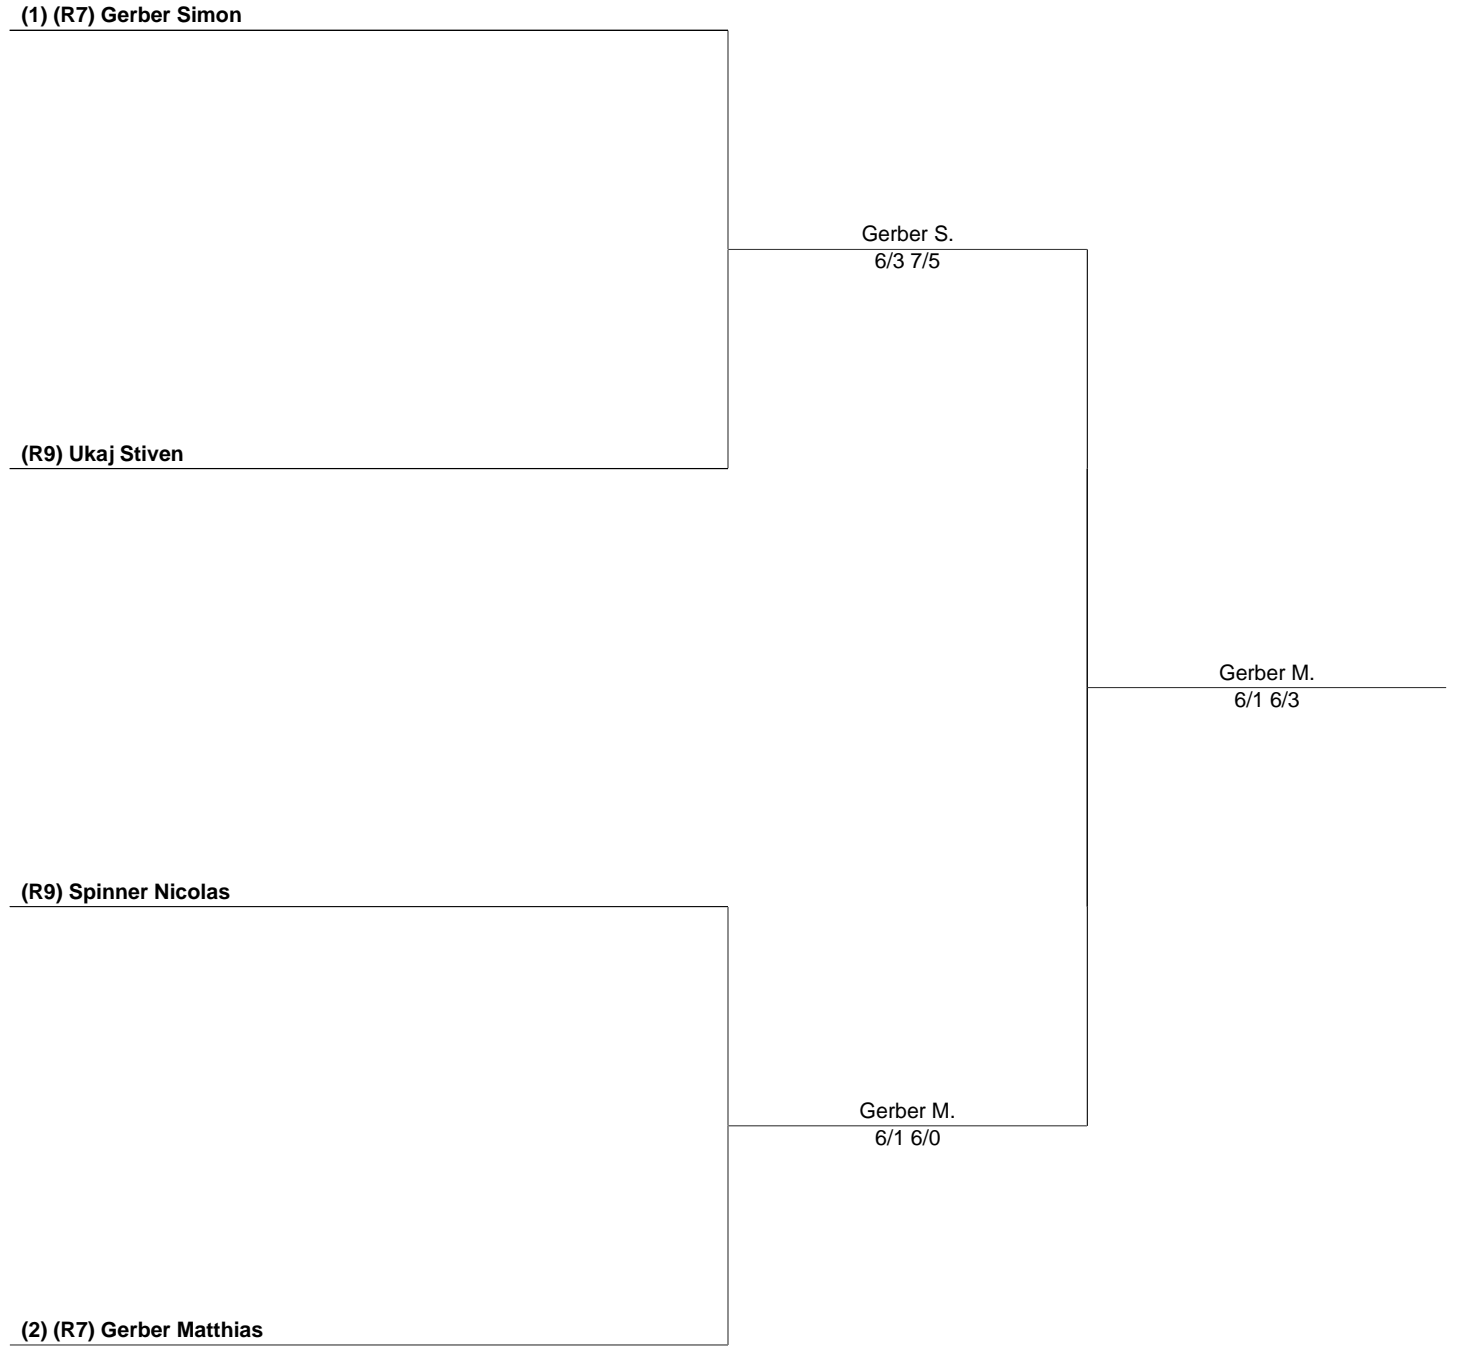 (1) (R7) Gerber Simon
Gerber S.
6/3 7/5
(R9) Ukaj Stiven
Gerber M.
6/1 6/3
(R9) Spinner Nicolas
Gerber M.
6/1 6/0
(2) (R7) Gerber Matthias